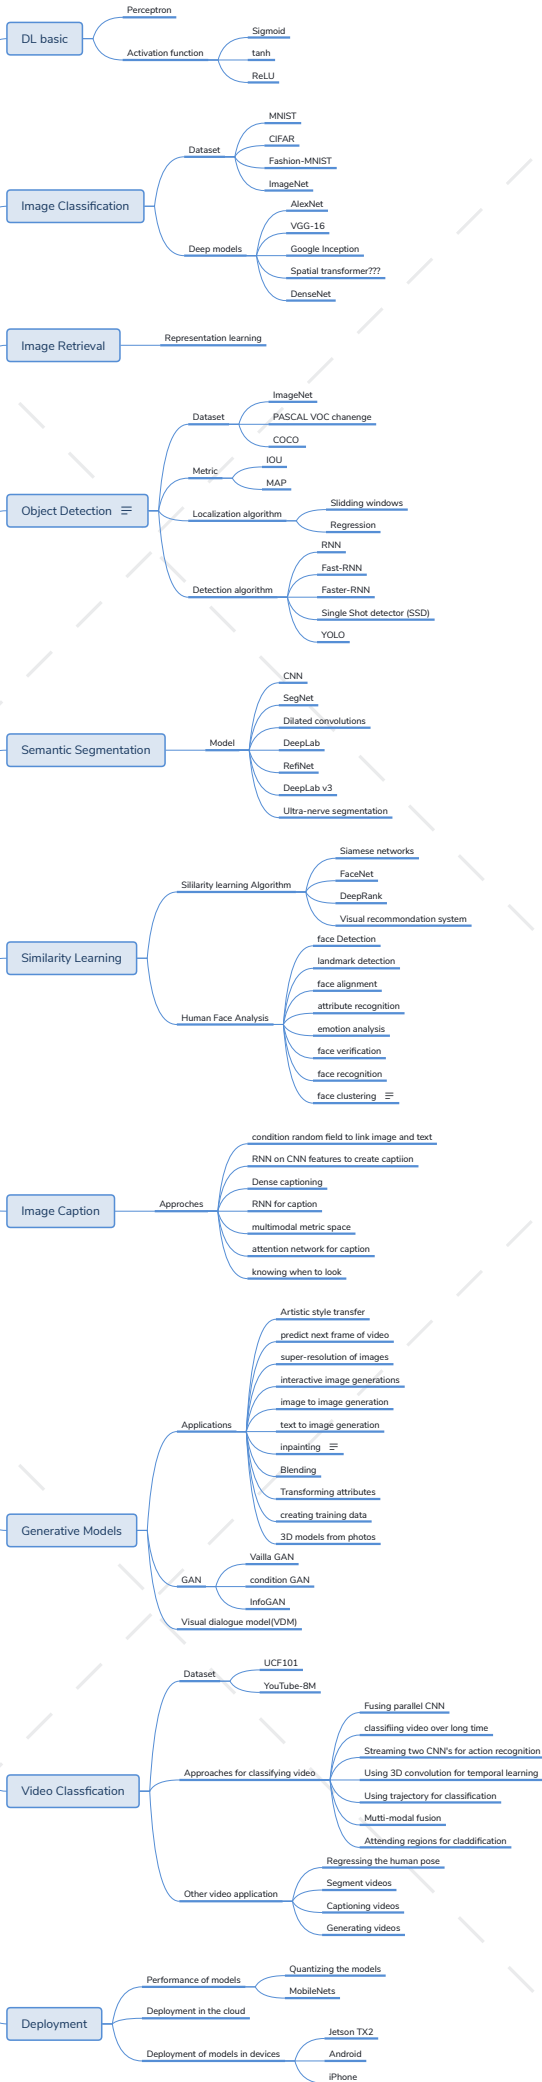 DL basic
Perceptron
Activation function
Sigmoid
tanh
ReLU
Image Classification
Dataset
MNIST
CIFAR
Fashion-MNIST
ImageNet
Deep models
AlexNet
VGG-16
Google Inception
Spatial transformer???
DenseNet
Image Retrieval
Representation learning
Object Detection
Dataset
ImageNet
PASCAL VOC chanenge
COCO
Metric
IOU
MAP
Localization algorithm
Slidding windows
Regression
Detection algorithm
RNN
Fast-RNN
Faster-RNN
Single Shot detector (SSD)
YOLO
Semantic Segmentation
Model
CNN
SegNet
Dilated convolutions
DeepLab
RefiNet
DeepLab v3
Ultra-nerve segmentation
Similarity Learning
Sililarity learning Algorithm
Siamese networks
FaceNet
DeepRank
Visual recommondation system
Human Face Analysis
face Detection
landmark detection
face alignment
attribute recognition
emotion analysis
face verification
face recognition
face clustering
Image Caption
Approches
condition random field to link image and text
RNN on CNN features to create captiion
Dense captioning
RNN for caption
multimodal metric space
attention network for caption
knowing when to look
Generative Models
Applications
Artistic style transfer
predict next frame of video
super-resolution of images
interactive image generations
image to image generation
text to image generation
inpainting
Blending
Transforming attributes
creating training data
3D models from photos
GAN
Vailla GAN
condition GAN
InfoGAN
Visual dialogue model(VDM)
Video Classfication
Dataset
UCF101
YouTube-8M
Approaches for classifying video
Fusing parallel CNN
classifiing video over long time
Streaming two CNN's for action recognition
Using 3D convolution for temporal learning
Using trajectory for classification
Mutti-modal fusion
Attending regions for claddification
Other video application
Regressing the human pose
Segment videos
Captioning videos
Generating videos
Deployment
Performance of models
Quantizing the models
MobileNets
Deployment in the cloud
Deployment of models in devices
Jetson TX2
Android
iPhone